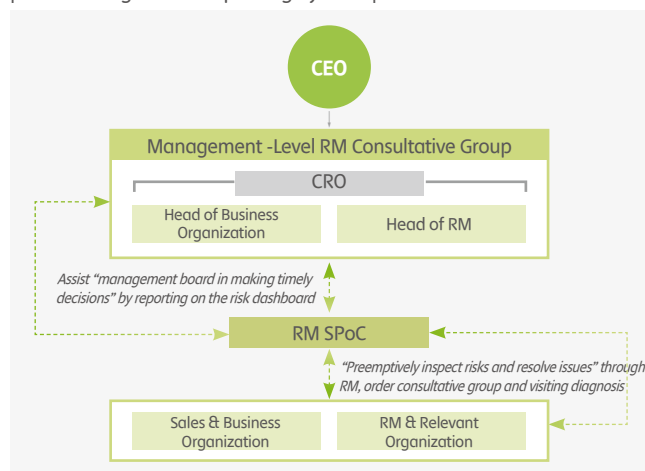 CEO
Management -Level RM Consultative Group
CRO
Head of Business
Organization
Head of RM
Assist “management board in making timely
decisions” by reporting on the risk dashboard
RM SPoC
“Preemptively inspect risks and resolve issues” through
RM, order consultative group and visiting diagnosis
Sales & Business
Organization
RM & Relevant
Organization